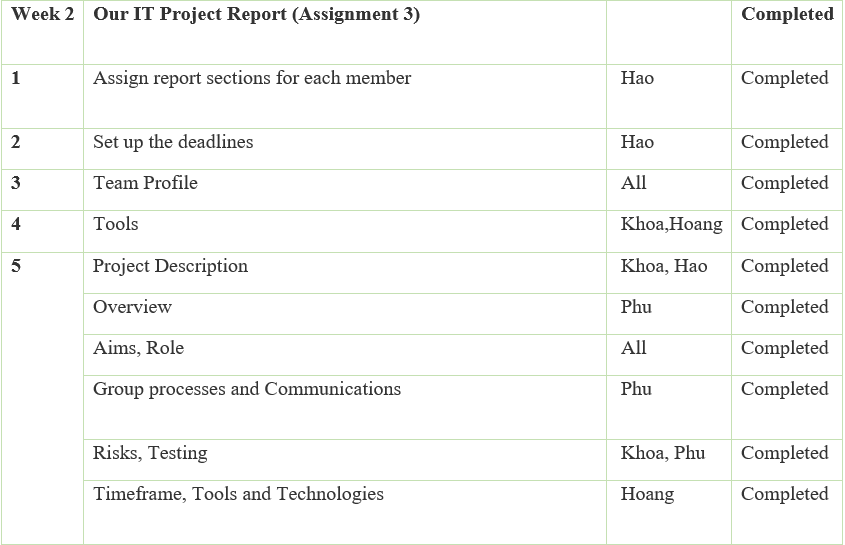 Week 2 Our IT Project Report (Assignment 3) Completed
1 Assign report sections for each member Hao Completed
2 Set up the deadlines Hao Completed
3 Team Profile All Completed
4 Tools Khoa,Hoang Completed
5 Project Description Khoa, Hao Completed
Overview Phu Completed
Aims, Role All Completed
Group processes and Communications Phu Completed
Risks, Testing Khoa, Phu Completed
Timeframe, Tools and Technologies Hoang Completed